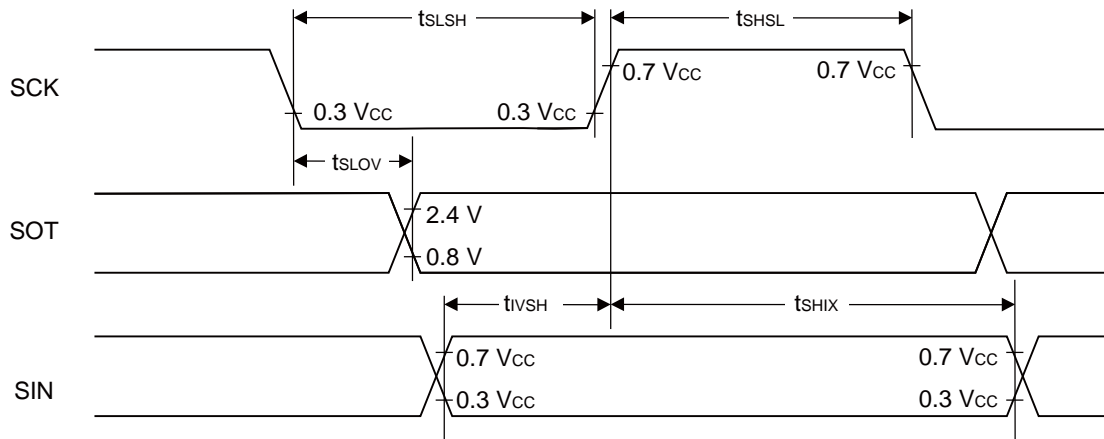 tSLSH
tSHSL
SCK
0.7 VCC
0.7 VCC
0.3 VCC
0.3 VCC
tSLOV
SOT
2.4 V
0.8 V
tIVSH
tSHIX
SIN
0.7 VCC
0.7 VCC
0.3 VCC
0.3 VCC